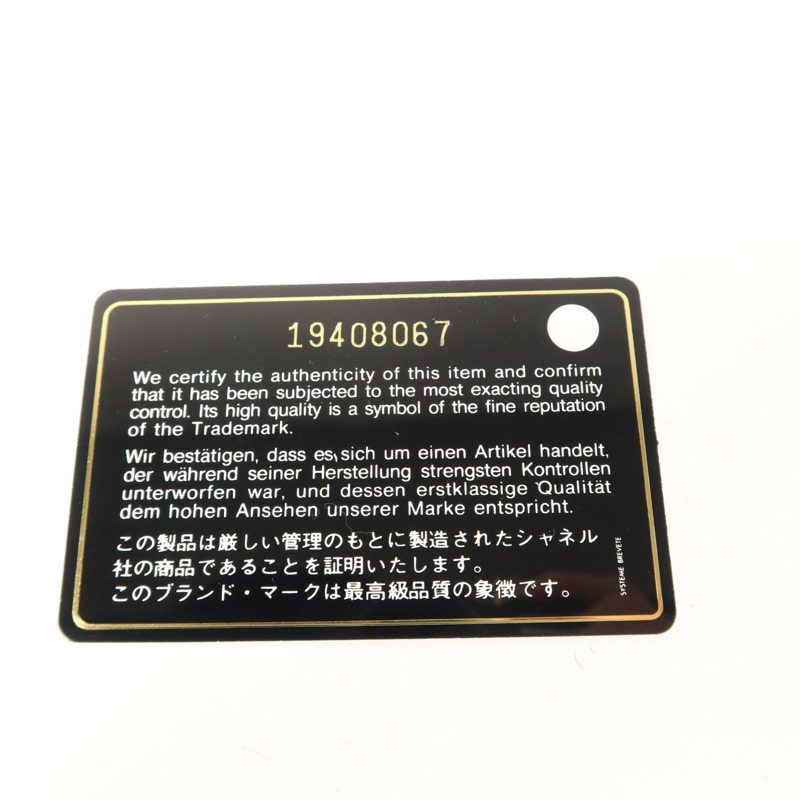 19408067
We certify the authenticity of this item and confirm
that it has been subjected to the most exacting quality
control. Its high quality is a symbol of the fine reputation
of the Trademark.
Wir bestätigen, dass es sich um einen Artikel handelt,
der während seiner Herstellung strengsten Kontrollen
unterworfen war, und dessen erstklassige Qualität
dem hohen Ansehen unserer Marke entspricht.
この製品は厳しい管理のもとに製造されたシャネル
社の商品であることを証明いたします。
このブランド・マークは最高級品質の象徴です。
SYSTEME BREVETE